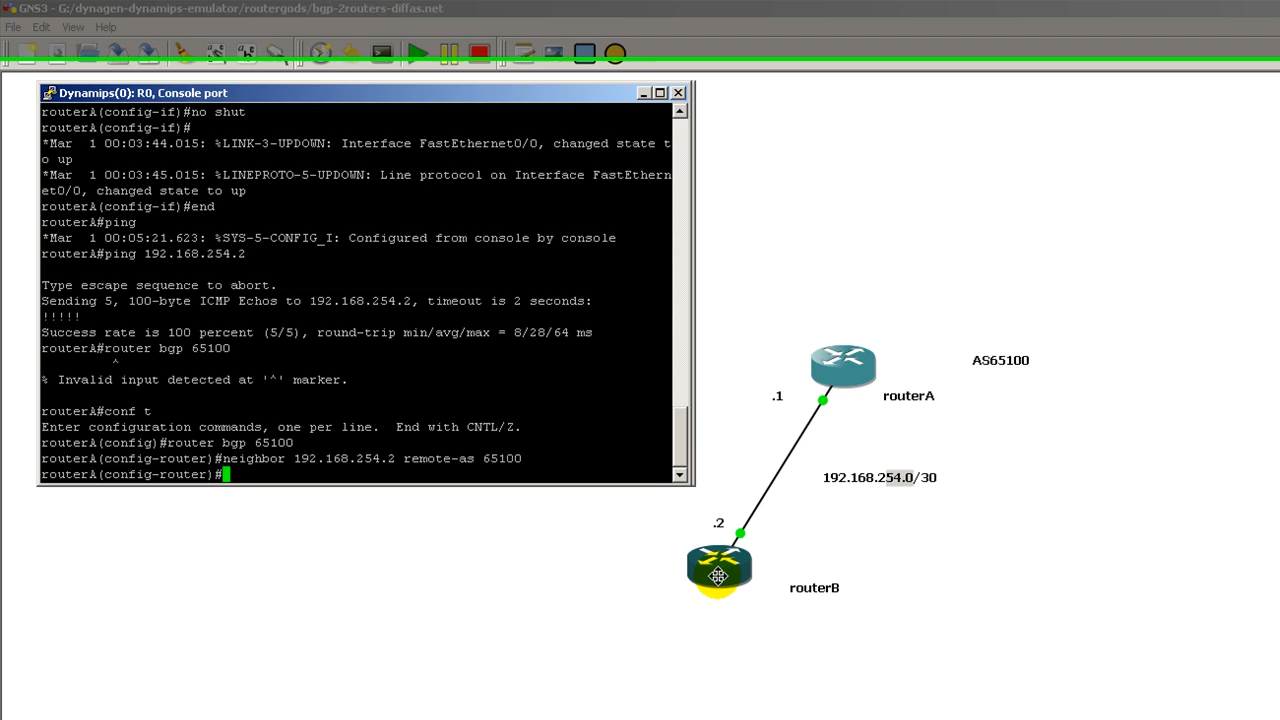 GNS3 - G:/dynagen-dynamips-emulator/routergods/bgp-2routers-diffas.net
File Edit View Help
Dynamips(0): R0, Console port
routerA(config-if)#no shut
routerA(config-if)#
*Mar  1 00:03:44.015: %LINK-3-UPDOWN: Interface FastEthernet0/0, changed state t
o up
*Mar  1 00:03:45.015: %LINEPROTO-5-UPDOWN: Line protocol on Interface FastEthern
et0/0, changed state to up
routerA(config-if)#end
routerA#ping
*Mar  1 00:05:21.623: %SYS-5-CONFIG_I: Configured from console by console
routerA#ping 192.168.254.2
Type escape sequence to abort.
Sending 5, 100-byte ICMP Echos to 192.168.254.2, timeout is 2 seconds:
!!!!!
Success rate is 100 percent (5/5), round-trip min/avg/max = 8/28/64 ms
routerA#router bgp 65100
^
% Invalid input detected at '^' marker.
routerA#conf t
Enter configuration commands, one per line.  End with CNTL/Z.
routerA(config)#router bgp 65100
routerA(config-router)#neighbor 192.168.254.2 remote-as 65100
routerA(config-router)#
AS65100
.1
routerA
192.168.254.0/30
.2
routerB